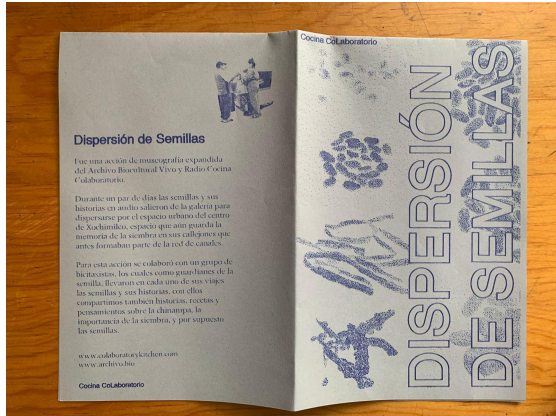 Dispersión de Semillas
Fue una acción de museografía expandida
del Archivo Biocultural Vivo y Radio Cocina
Colaboratorio.
Durante un par de días las semillas y sus
historias en audio salieron de la galería para
dispersarse por el espacio urbano del centro
de Xochimilco, espacio que aún guarda la
memoria de la siembra en sus callejones que
antes formaban parte de la red de canales.
Para esta acción se colaboró con un grupo de
bicitaxistas, los cuales como guardianes de la
semilla, llevaron en cada uno de sus viajes
las semillas y sus historias, con ellos
compartimos también historias, recetas y
pensamientos sobre la chinampa, la
importancia de la siembra, y por supuesto
las semillas.
www.colaboratorykitchen.com
www.archivo.bio
Cocina CoLaboratorio
Cocina CoLaboratorio
DISPERSIÓN
DE SEMILLAS